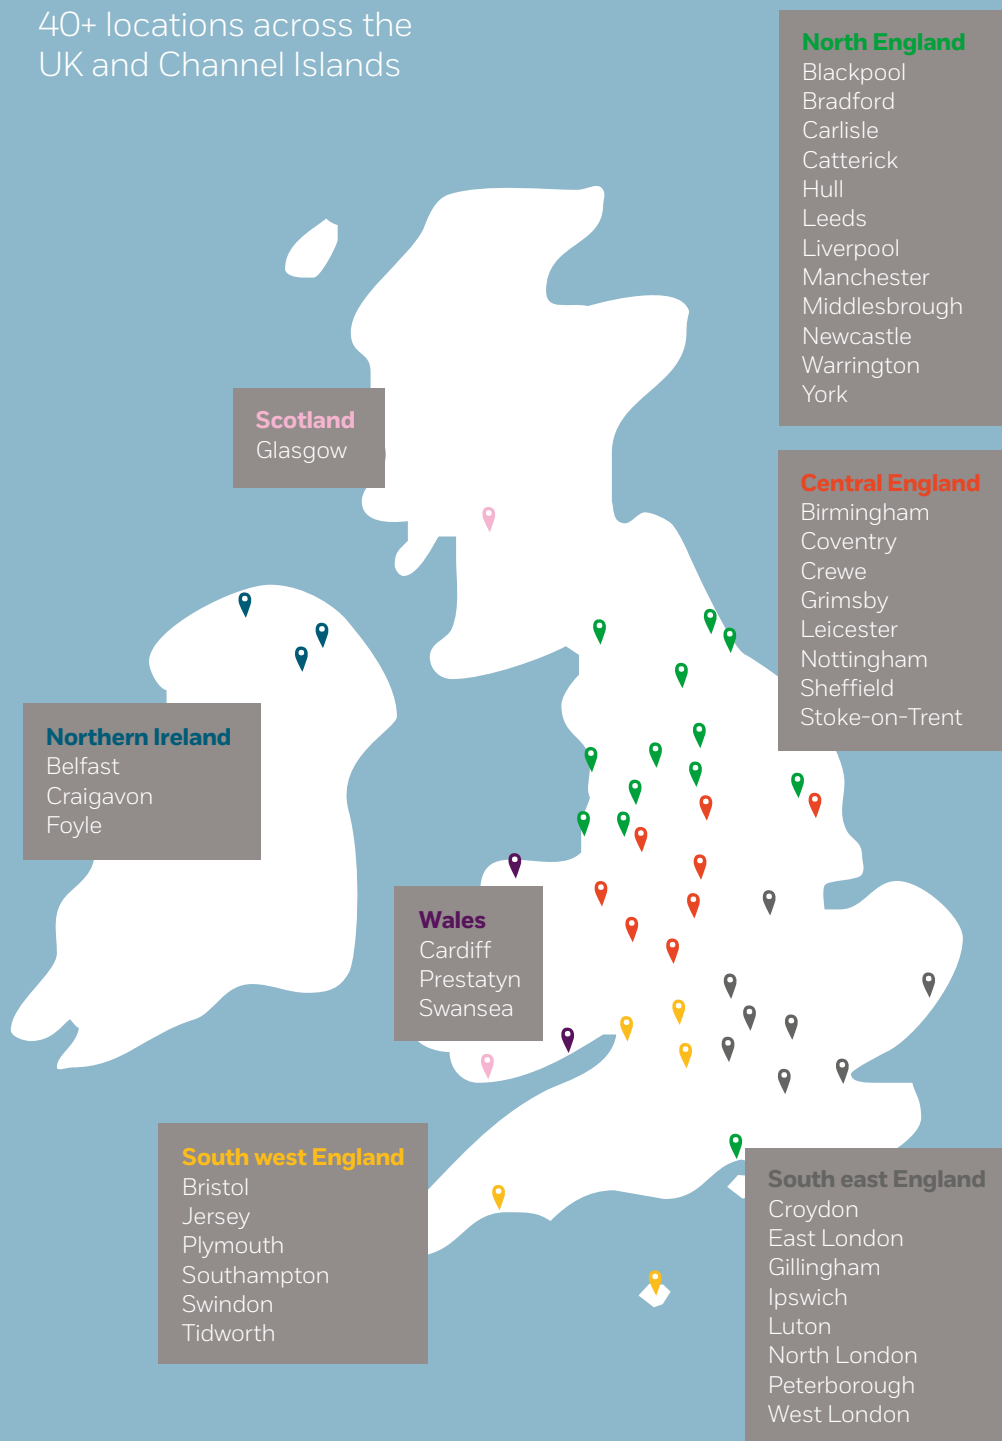 40+ locations across the
UK and Channel Islands
North England
Blackpool
Bradford
Carlisle
Catterick
Hull
Leeds
Liverpool
Manchester
Middlesbrough
Newcastle
Warrington
York
Scotland
Glasgow
Central England
Birmingham
Coventry
Crewe
Grimsby
Leicester
Nottingham
Sheffield
Stoke-on-Trent
Northern Ireland
Belfast
Craigavon
Foyle
Wales
Cardiff
Prestatyn
Swansea
South west England
Bristol
Jersey
Plymouth
Southampton
Swindon
Tidworth
South east England
Croydon
East London
Gillingham
Ipswich
Luton
North London
Peterborough
West London